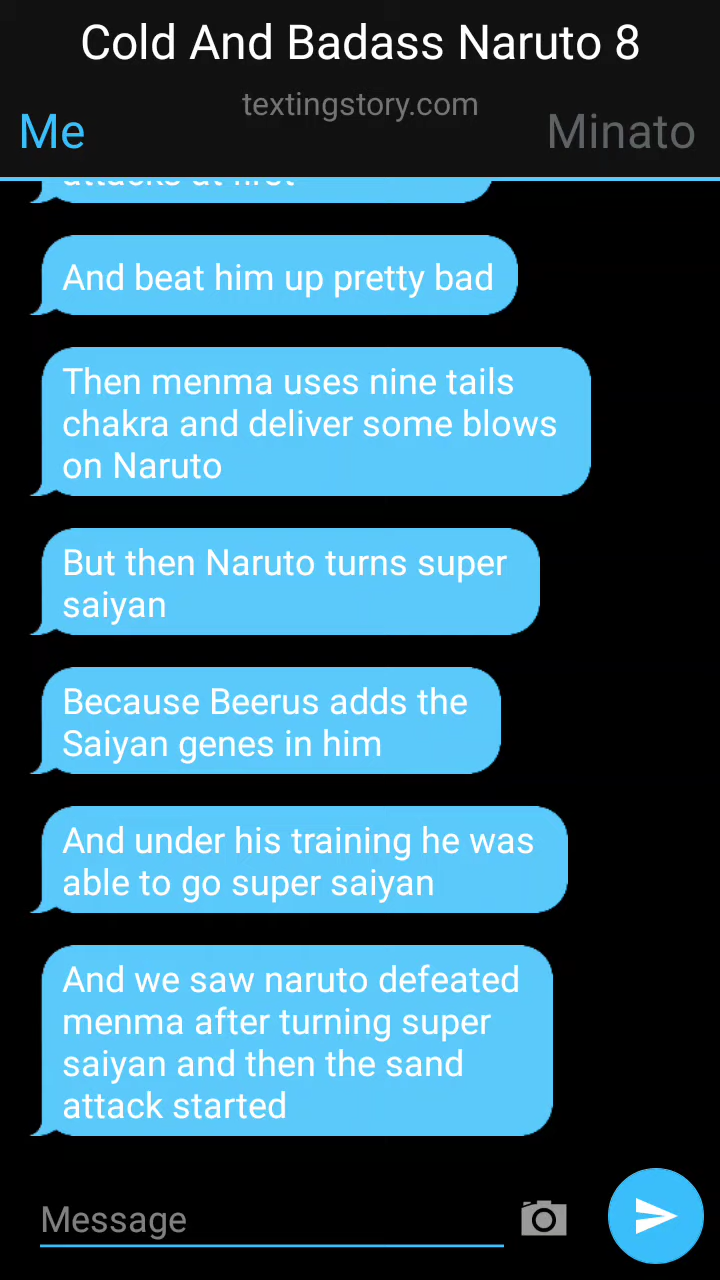 Cold And Badass Naruto 8
textingstory.com
Me
Minato
attacks at first
And beat him up pretty bad
Then menma uses nine tails
chakra and deliver some blows
on Naruto
But then Naruto turns super
saiyan
Because Beerus adds the
Saiyan genes in him
And under his training he was
able to go super saiyan
And we saw naruto defeated
menma after turning super
saiyan and then the sand
attack started
Message